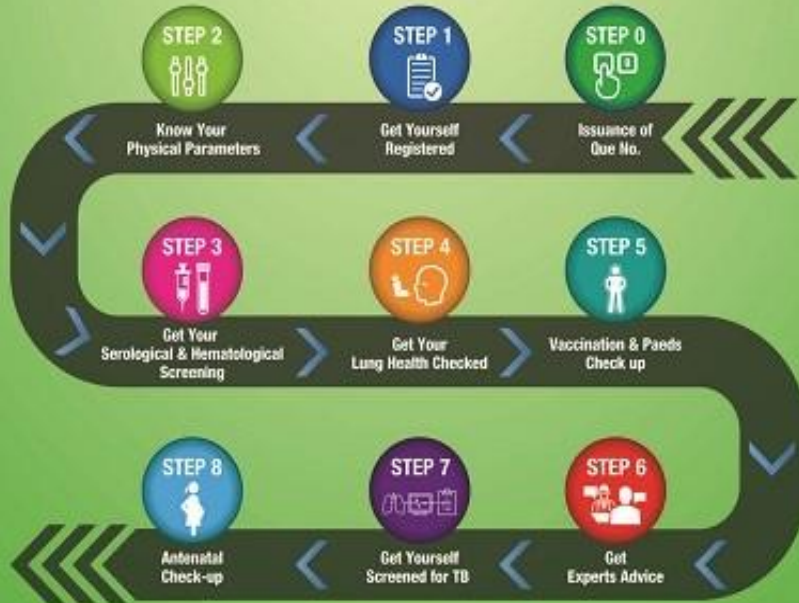 STEP 0
Issuance of
Que No.
STEP 1
Get Yourself
Registered
STEP 2
Know Your
Physical Parameters
STEP 3
Get Your
Serological & Hematological
Screening
STEP 4
Get Your
Lung Health Checked
STEP 5
Vaccination & Paeds
Check up
STEP 6
Get
Experts Advice
STEP 7
Get Yourself
Screened for TB
STEP 8
Antenatal
Check-up